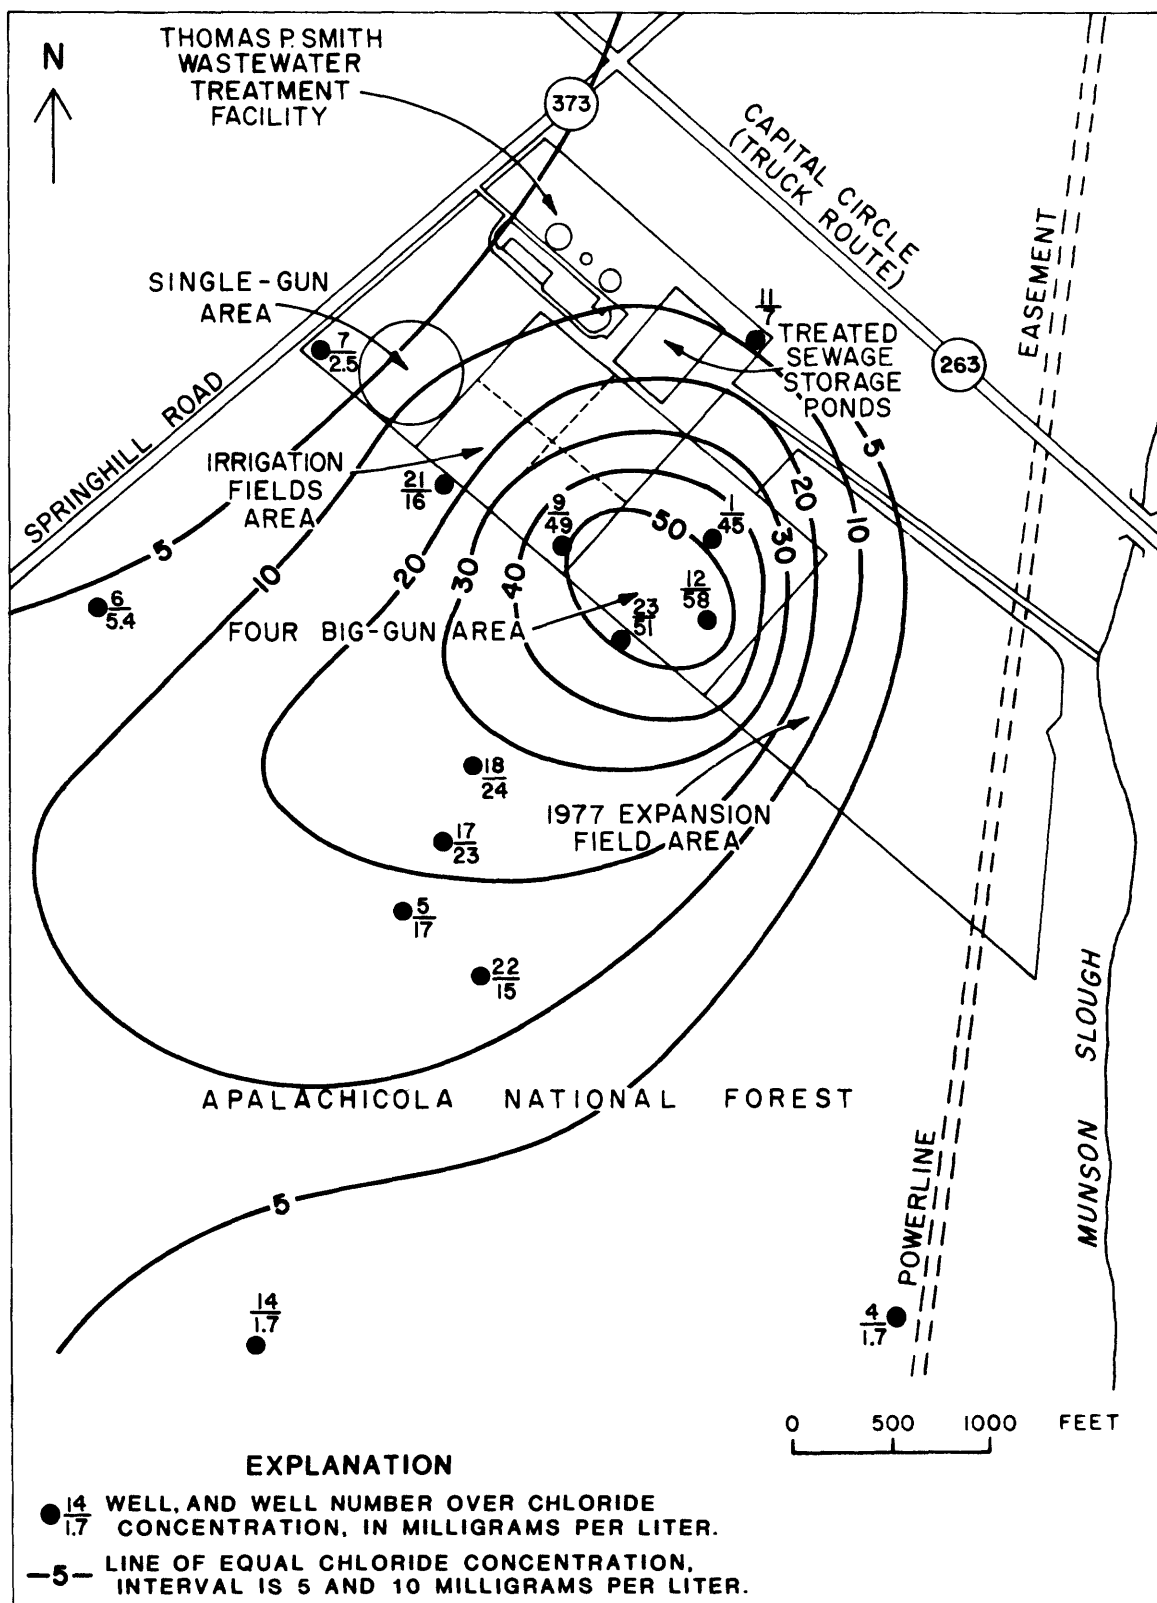 N
THOMAS P. SMITH
WASTEWATER
TREATMENT
FACILITY
373
CAPITAL CIRCLE
(TRUCK ROUTE)
EASEMENT
SINGLE-GUN
AREA
11
7
7
2.5
TREATED
SEWAGE
STORAGE
PONDS
263
SPRINGHILL ROAD
IRRIGATION
FIELDS
AREA
21
16
5
20
10
9
49
50
1
45
30
5
10
20
30
40
6
5.4
12
58
23
51
FOUR BIG-GUN AREA
18
24
1977 EXPANSION
FIELD AREA
30
20
10
17
23
5
17
22
15
5
MUNSON SLOUGH
APALACHICOLA NATIONAL FOREST
5
POWERLINE
14
1.7
4
1.7
0 500 1000 FEET
EXPLANATION
14
1.7
WELL, AND WELL NUMBER OVER CHLORIDE
CONCENTRATION, IN MILLIGRAMS PER LITER.
—5— LINE OF EQUAL CHLORIDE CONCENTRATION,
INTERVAL IS 5 AND 10 MILLIGRAMS PER LITER.